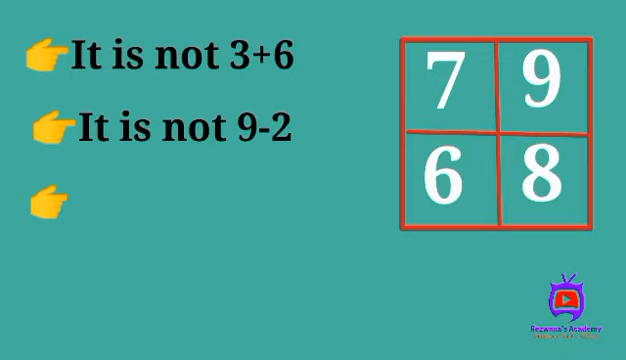 It is not 3+6
It is not 9-2
7 9
6 8
Rezwana's Academy